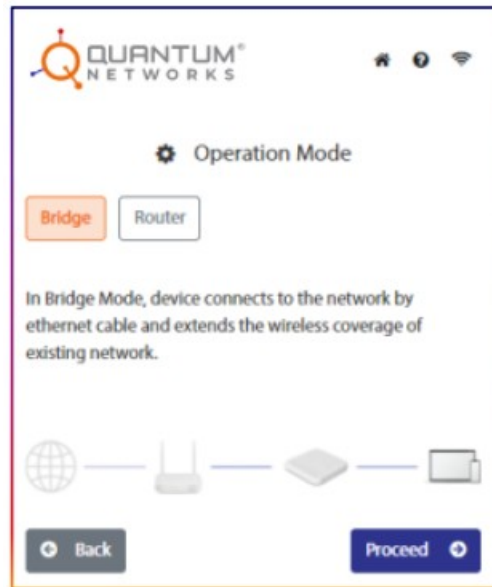 QUANTUM®
NETWORKS
Operation Mode
Bridge
Router
In Bridge Mode, device connects to the network by
ethernet cable and extends the wireless coverage of
existing network.
Back
Proceed